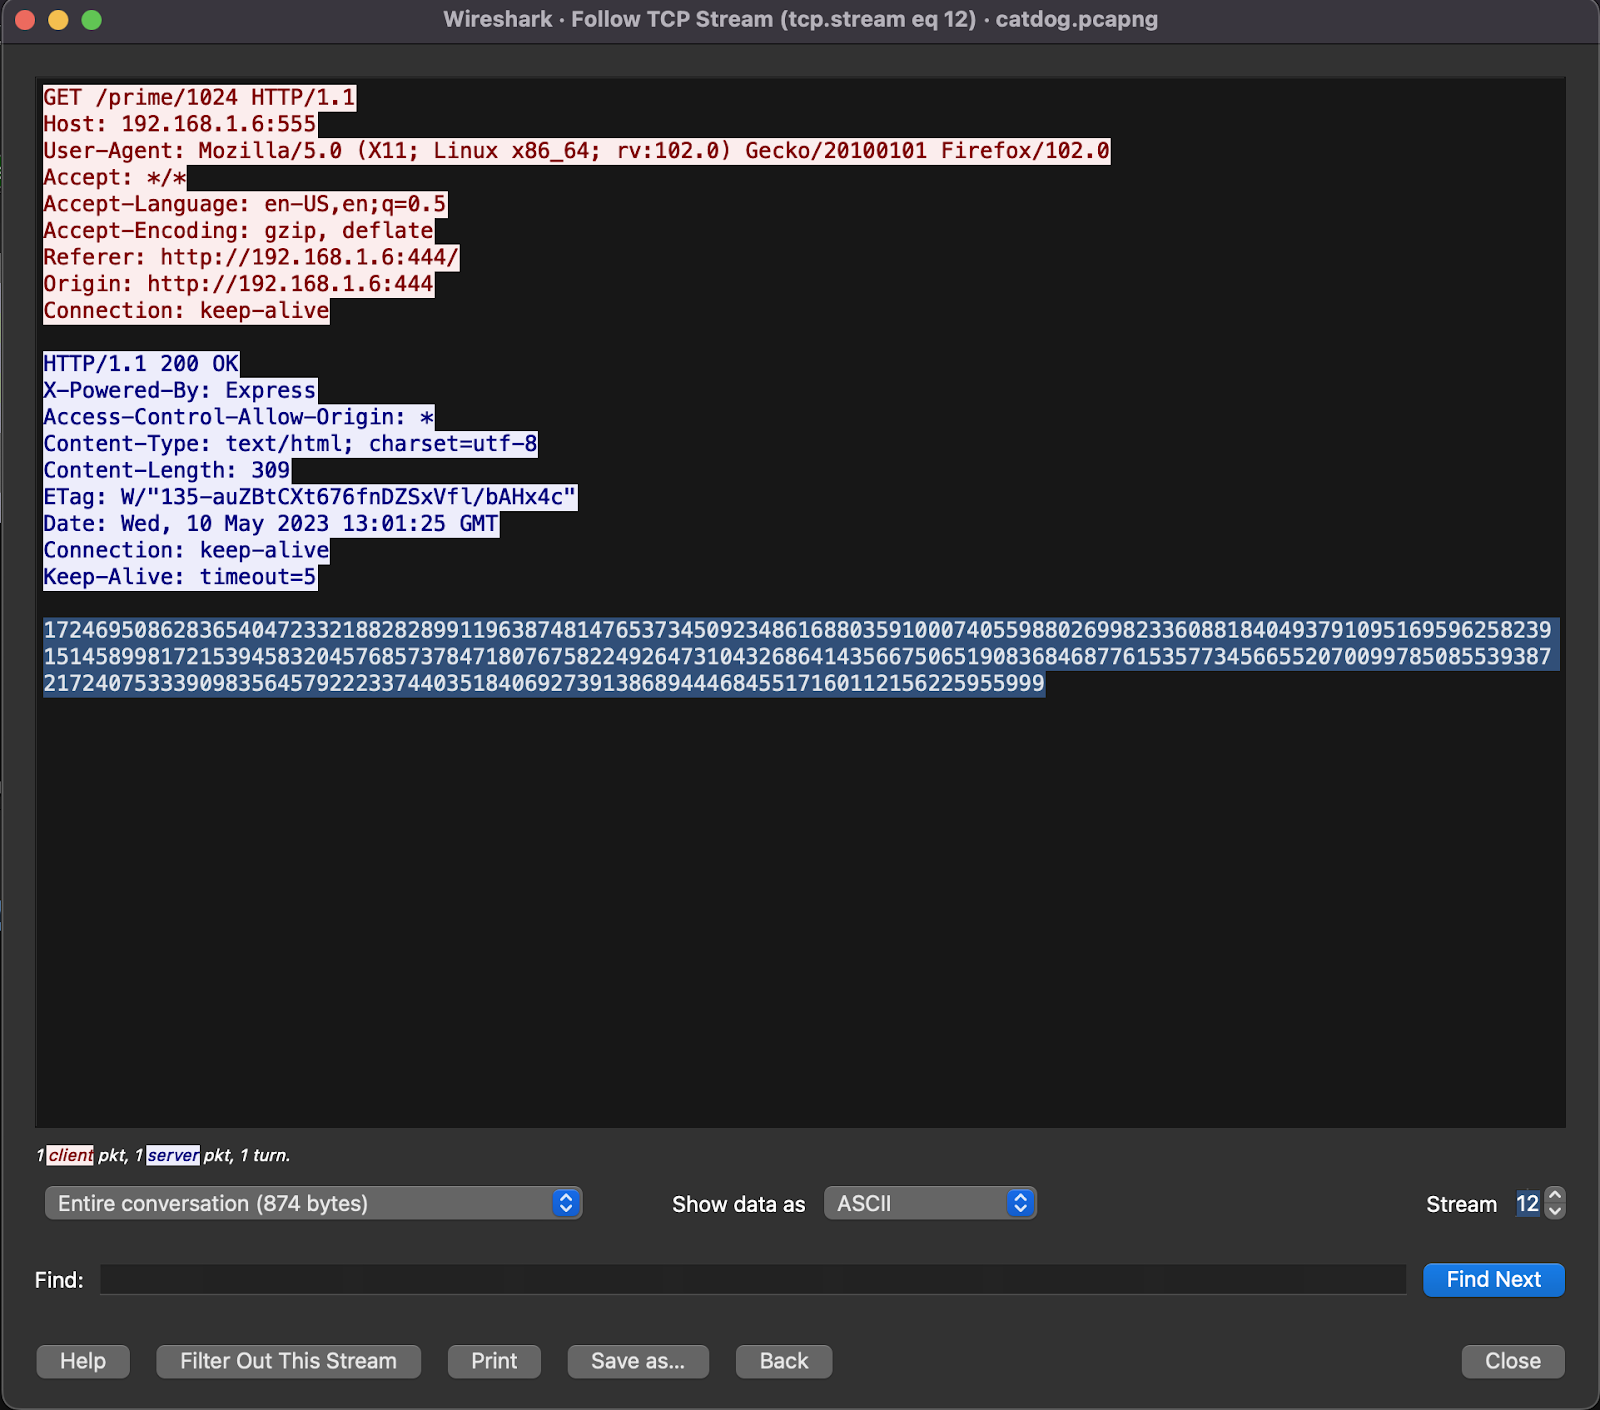 Wireshark · Follow TCP Stream (tcp.stream eq 12) · catdog.pcapng
GET /prime/1024 HTTP/1.1
Host: 192.168.1.6:555
User-Agent: Mozilla/5.0 (X11; Linux x86_64; rv:102.0) Gecko/20100101 Firefox/102.0
Accept: */*
Accept-Language: en-US,en;q=0.5
Accept-Encoding: gzip, deflate
Referer: http://192.168.1.6:444/
Origin: http://192.168.1.6:444
Connection: keep-alive
HTTP/1.1 200 OK
X-Powered-By: Express
Access-Control-Allow-Origin: *
Content-Type: text/html; charset=utf-8
Content-Length: 309
ETag: W/"135-auZBtCXt676fnDZSxVfl/bAHx4c"
Date: Wed, 10 May 2023 13:01:25 GMT
Connection: keep-alive
Keep-Alive: timeout=5
17246950862836540472332188282899119638748147653734509234861688035910007405598802699823360881840493791095169596258239
15145899817215394583204576857378471807675822492647310432686414356675065190836846877615357734566552070099785085539387
21724075333909835645792223374403518406927391386894446845517160112156225955999
1 client pkt, 1 server pkt, 1 turn.
Entire conversation (874 bytes)
Show data as
ASCII
Stream
12
Find:
Find Next
Help
Filter Out This Stream
Print
Save as…
Back
Close